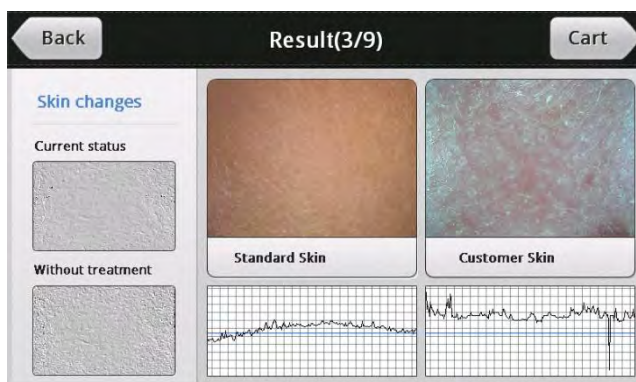 Back
Result(3/9)
Cart
Skin changes
Current status
Without treatment
Standard Skin
Customer Skin